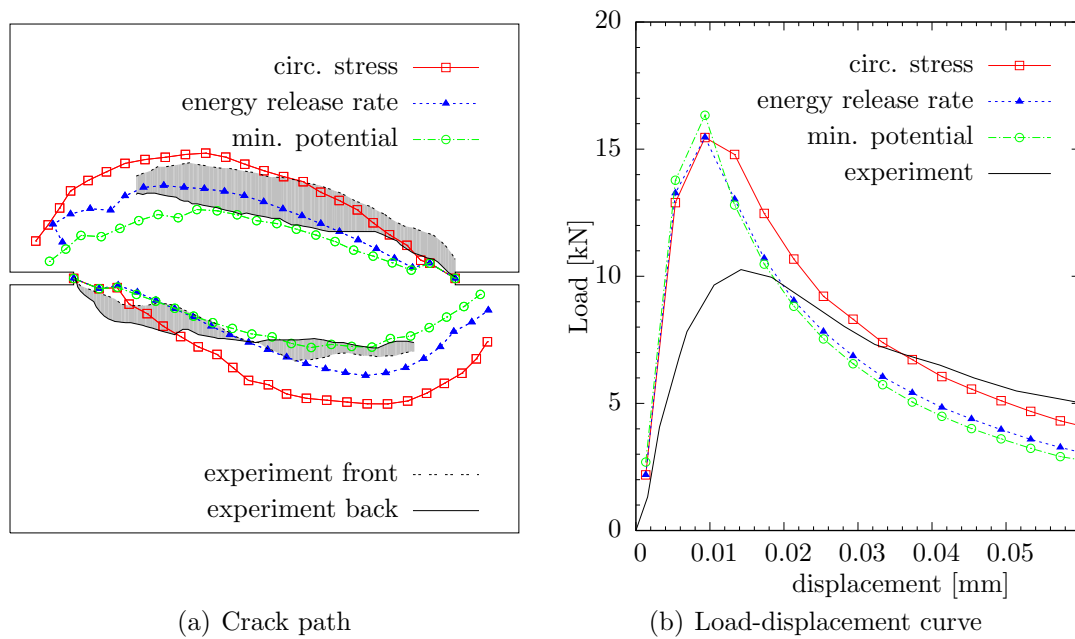 circ. stress
energy release rate
min. potential
experiment front
experiment back
(a) Crack path
20
15
10
5
0
Load [kN]
circ. stress
energy release rate
min. potential
experiment
0 0.01 0.02 0.03 0.04 0.05
displacement [mm]
(b) Load-displacement curve